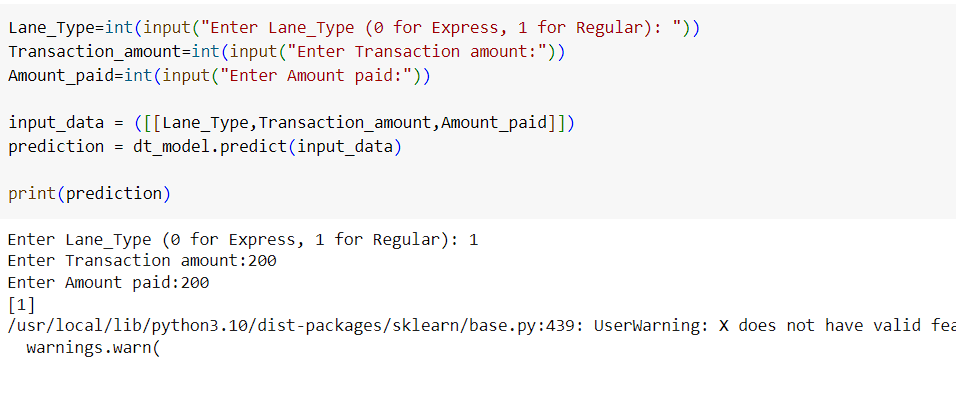 Lane_Type=int(input("Enter Lane_Type (0 for Express, 1 for Regular): "))
Transaction_amount=int(input("Enter Transaction amount:"))
Amount_paid=int(input("Enter Amount paid:"))
input_data = ([[Lane_Type,Transaction_amount,Amount_paid]])
prediction = dt_model.predict(input_data)
print(prediction)
Enter Lane_Type (0 for Express, 1 for Regular): 1
Enter Transaction amount:200
Enter Amount paid:200
[1]
/usr/local/lib/python3.10/dist-packages/sklearn/base.py:439: UserWarning: X does not have valid fea
warnings.warn(